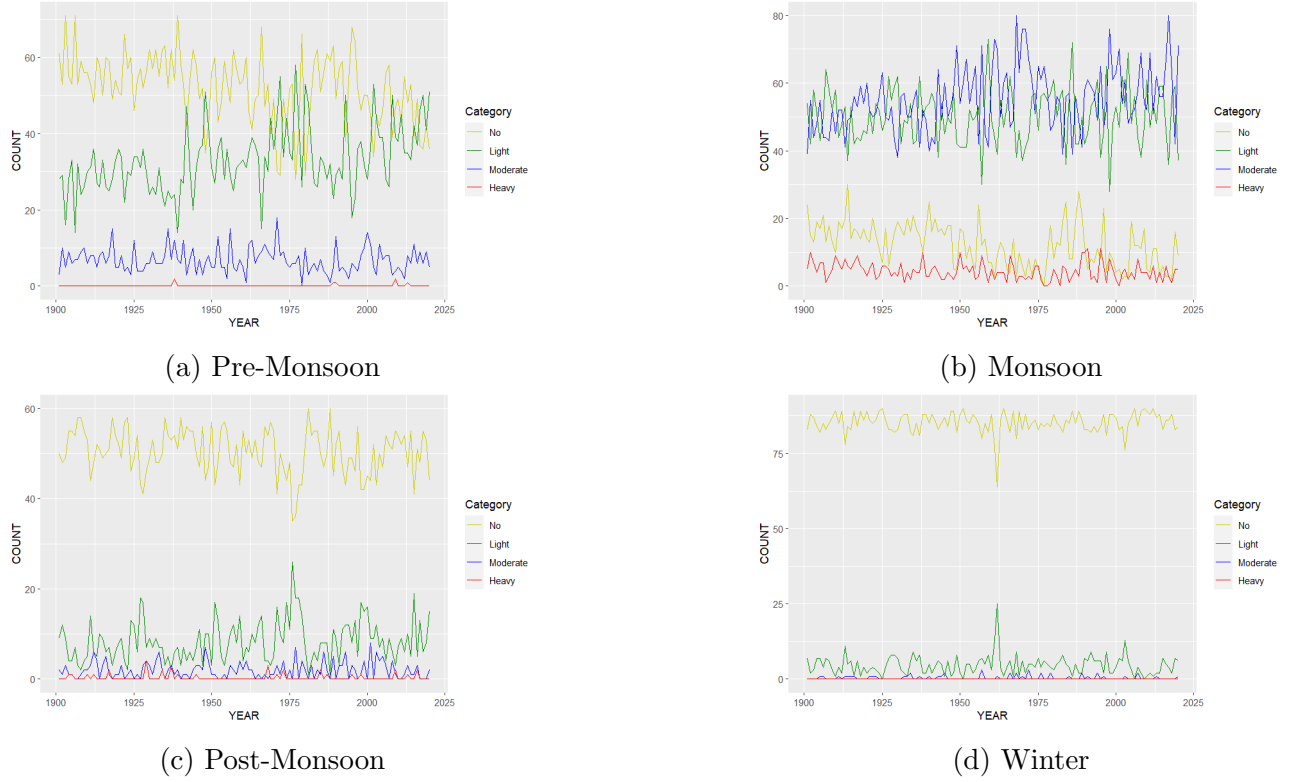 60
40
20
0
COUNT
1900
1925
1950
1975
2000
2025
YEAR
Category
No
Light
Moderate
Heavy
(a) Pre-Monsoon
80
60
40
20
0
COUNT
1900
1925
1950
1975
2000
2025
YEAR
Category
No
Light
Moderate
Heavy
(b) Monsoon
60
40
20
0
COUNT
1900
1925
1950
1975
2000
2025
YEAR
Category
No
Light
Moderate
Heavy
(c) Post-Monsoon
75
50
25
0
COUNT
1900
1925
1950
1975
2000
2025
YEAR
Category
No
Light
Moderate
Heavy
(d) Winter